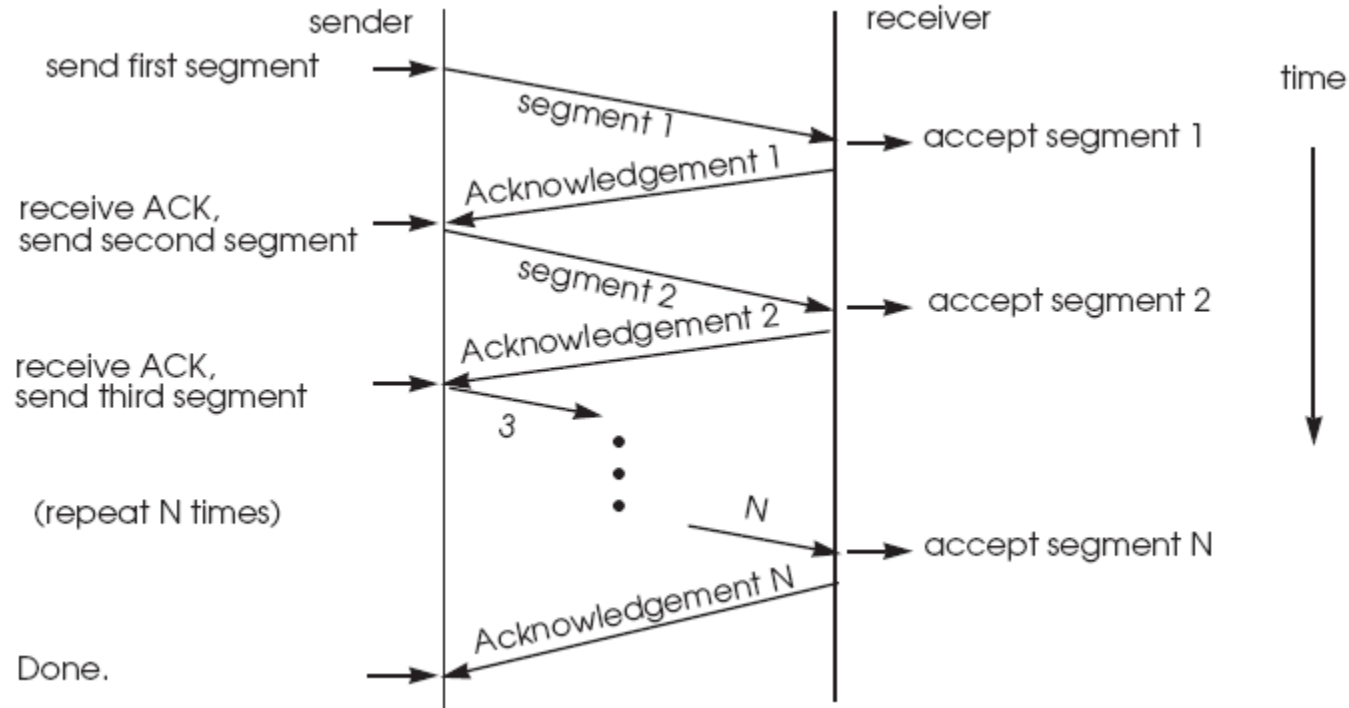 sender
receiver
send first segment
time
segment 1
accept segment 1
Acknowledgement 1
receive ACK,
send second segment
segment 2
accept segment 2
Acknowledgement 2
receive ACK,
send third segment
3
(repeat N times)
N
accept segment N
Acknowledgement N
Done.